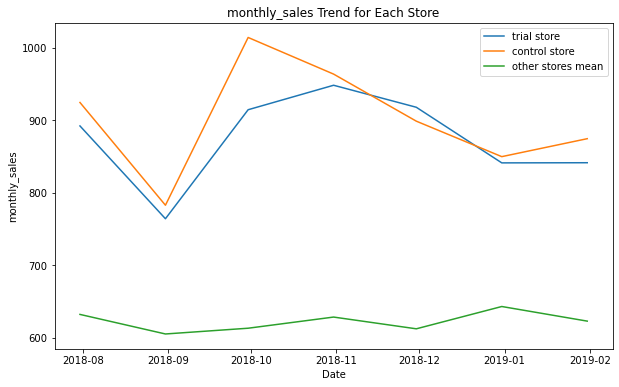 monthly_sales Trend for Each Store
trial store
control store
other stores mean
monthly_sales
1000
900
800
700
600
2018-08 2018-09 2018-10 2018-11 2018-12 2019-01 2019-02
Date